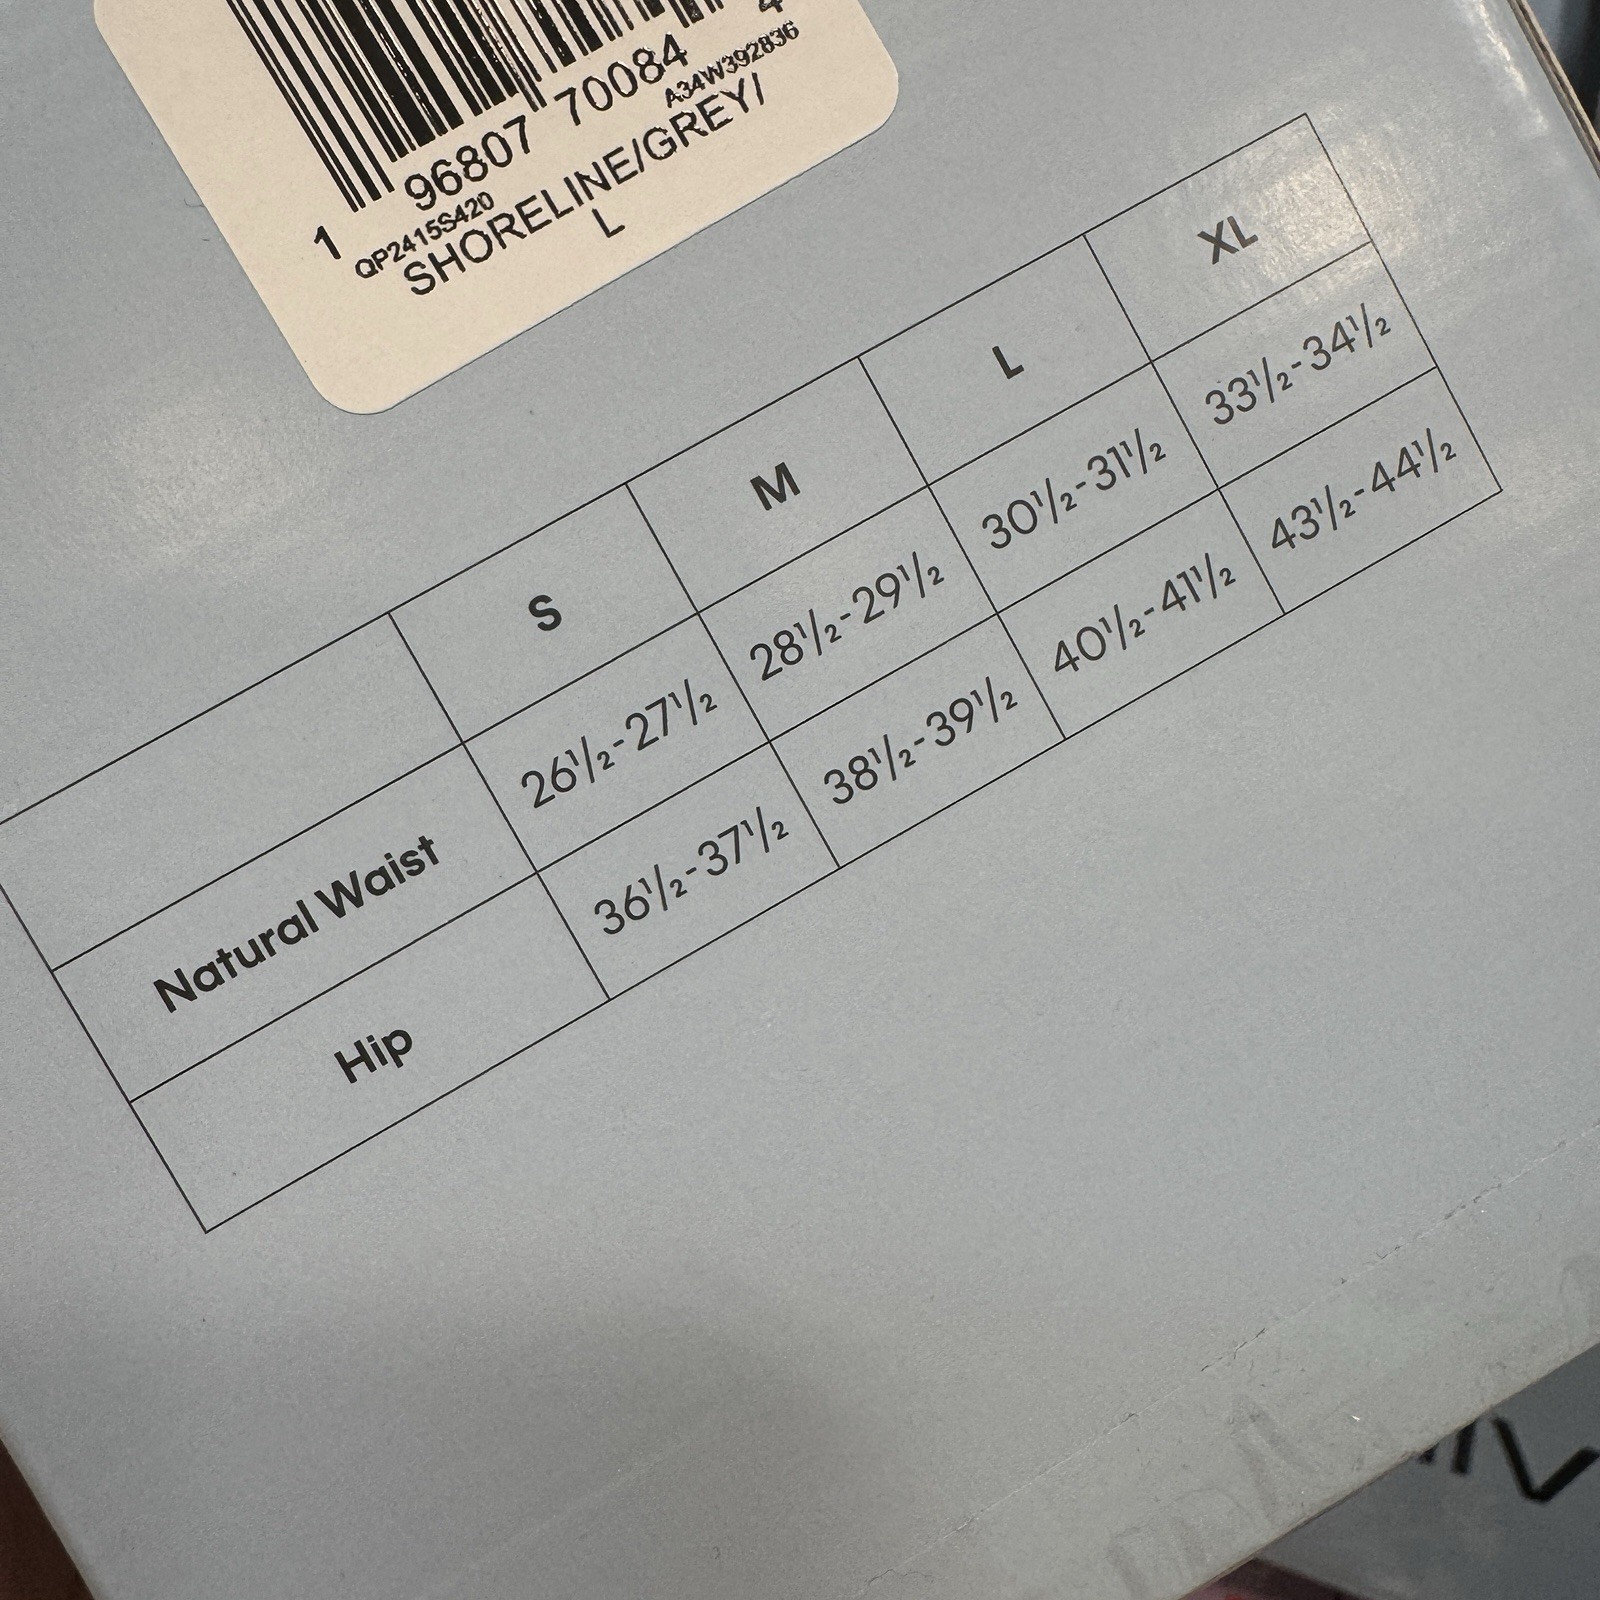 4
1 96807 70084
QP2415S420 A34W392836
SHORELINE/GREY/
L
S M L XL
Natural Waist 26½-27½ 28½-29½ 30½-31½ 33½-34½
Hip 36½-37½ 38½-39½ 40½-41½ 43½-44½